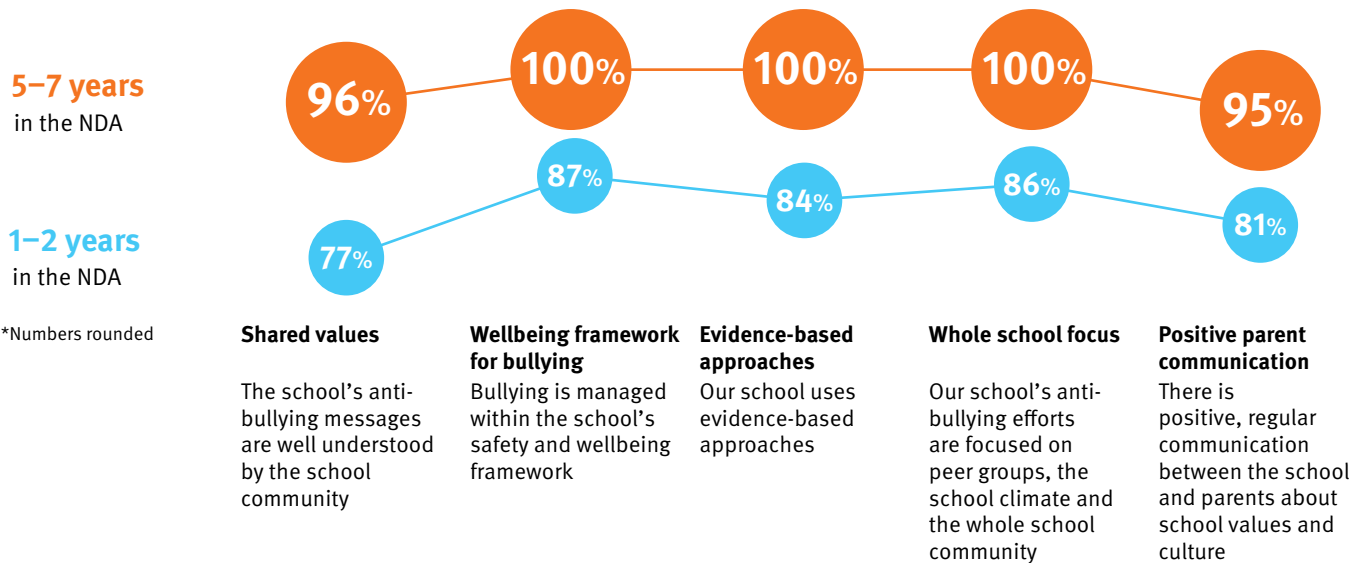 5–7 years
in the NDA
96%
100%
100%
100%
95%
1–2 years
in the NDA
77%
87%
84%
86%
81%
*Numbers rounded
Shared values
The school’s anti-
bullying messages
are well understood
by the school
community
Wellbeing framework
for bullying
Bullying is managed
within the school’s
safety and wellbeing
framework
Evidence-based
approaches
Our school uses
evidence-based
approaches
Whole school focus
Our school’s anti-
bullying efforts
are focused on
peer groups, the
school climate and
the whole school
community
Positive parent
communication
There is
positive, regular
communication
between the school
and parents about
school values and
culture